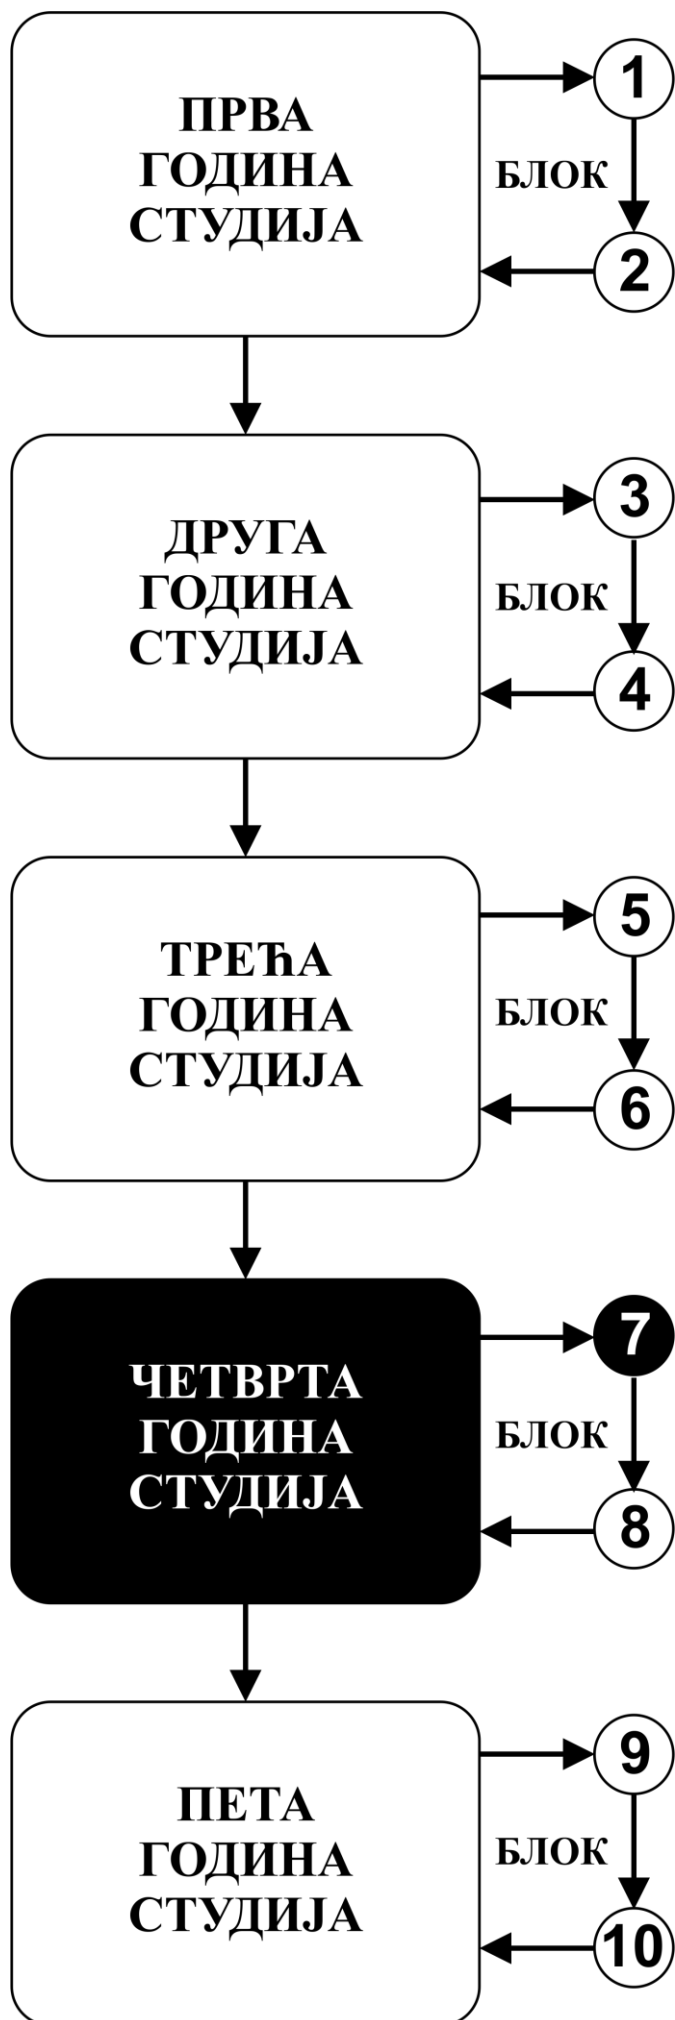 ПРВА
ГОДИНА
СТУДИЈА
1
БЛОК
2
ДРУГА
ГОДИНА
СТУДИЈА
3
БЛОК
4
ТРЕЋА
ГОДИНА
СТУДИЈА
5
БЛОК
6
ЧЕТВРТА
ГОДИНА
СТУДИЈА
7
БЛОК
8
ПЕТА
ГОДИНА
СТУДИЈА
9
БЛОК
10